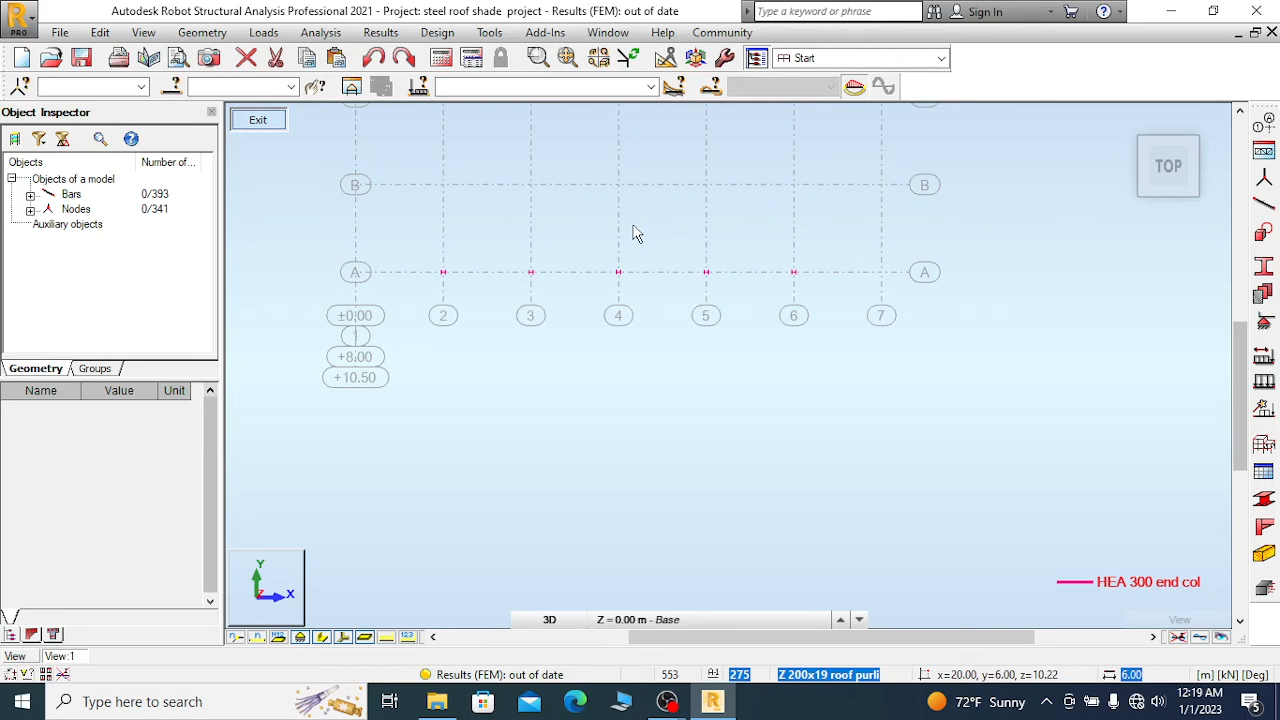 Autodesk Robot Structural Analysis Professional 2021 - Project: steel roof shade project - Results (FEM): out of date
Type a keyword or phrase
Sign In
PRO
File Edit View Geometry Loads Analysis Results Design Tools Add-Ins Window Help Community
Start
Object Inspector
Exit
Objects Number of...
Objects of a model
Bars 0/393
Nodes 0/341
Auxiliary objects
Geometry Groups
Name Value Unit
TOP
B B
A A
±0.00 2 3 4 5 6 7
1
+8.00
+10.50
Y
Z X
HEA 300 end col
3D Z = 0.00 m - Base
View
View View:1
Results (FEM): out of date 553 275 Z 200x19 roof purli x=20.00, y=6.00, z=10.22 6.00 [m] [kN] [Deg]
Type here to search
72°F Sunny
12:19 AM
1/1/2023
5